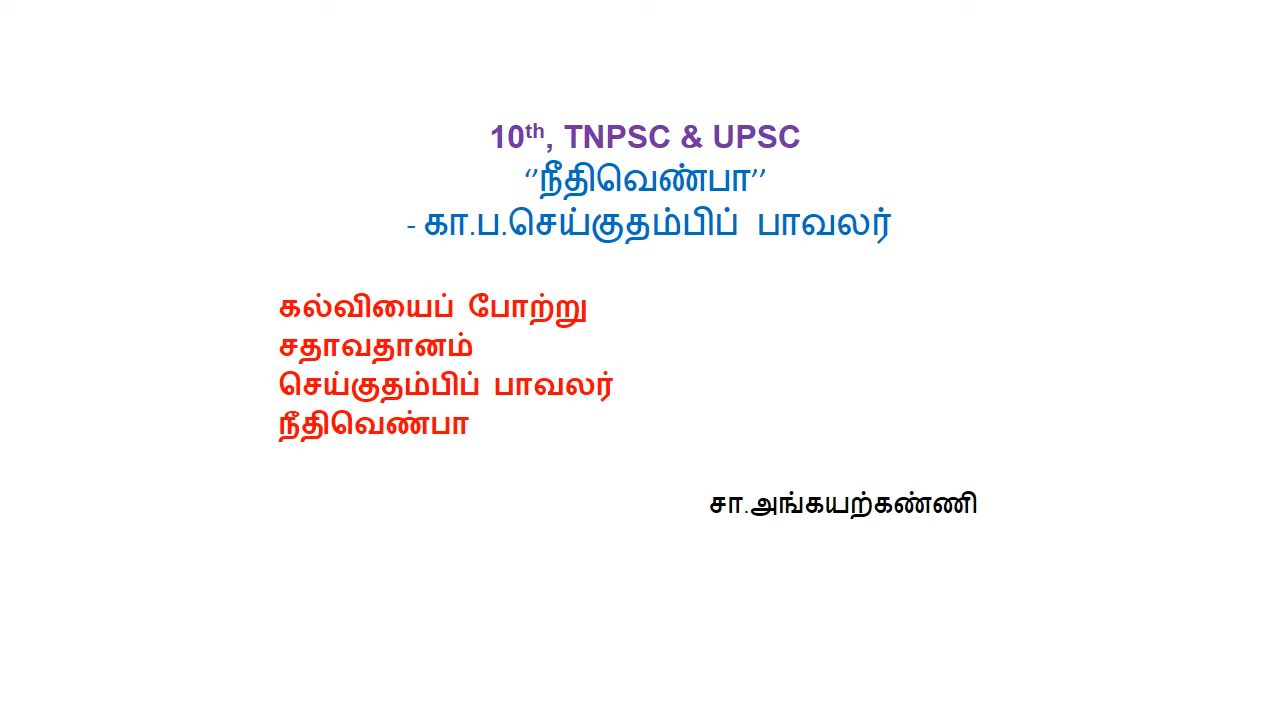 10th, TNPSC & UPSC
“நீதிவெண்பா’’
- கா.ப.செய்குதம்பிப் பாவலர்
கல்வியைப் போற்று
சதாவதானம்
செய்குதம்பிப் பாவலர்
நீதிவெண்பா
சா.அங்கயற்கண்ணி